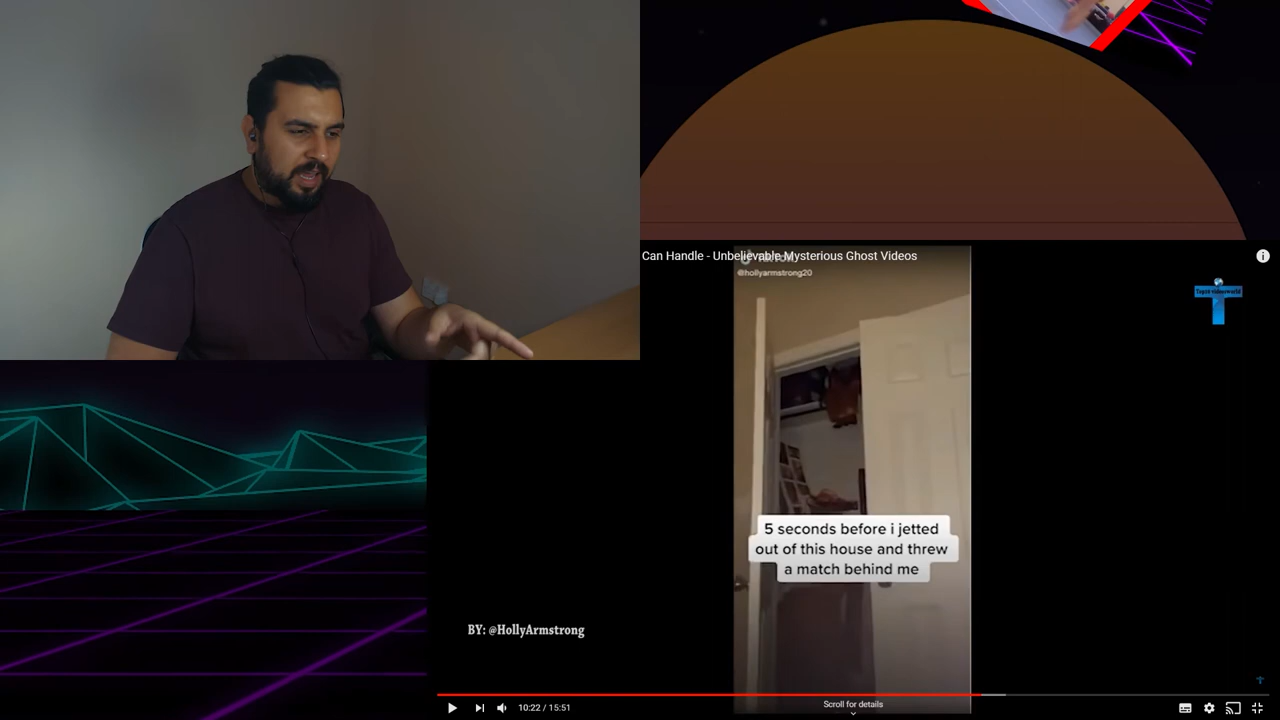 Can Handle - Unbelievable Mysterious Ghost Videos
@hollyarmstrong20
5 seconds before i jetted
out of this house and threw
a match behind me
BY: @HollyArmstrong
Scroll for details
10:22 / 15:51